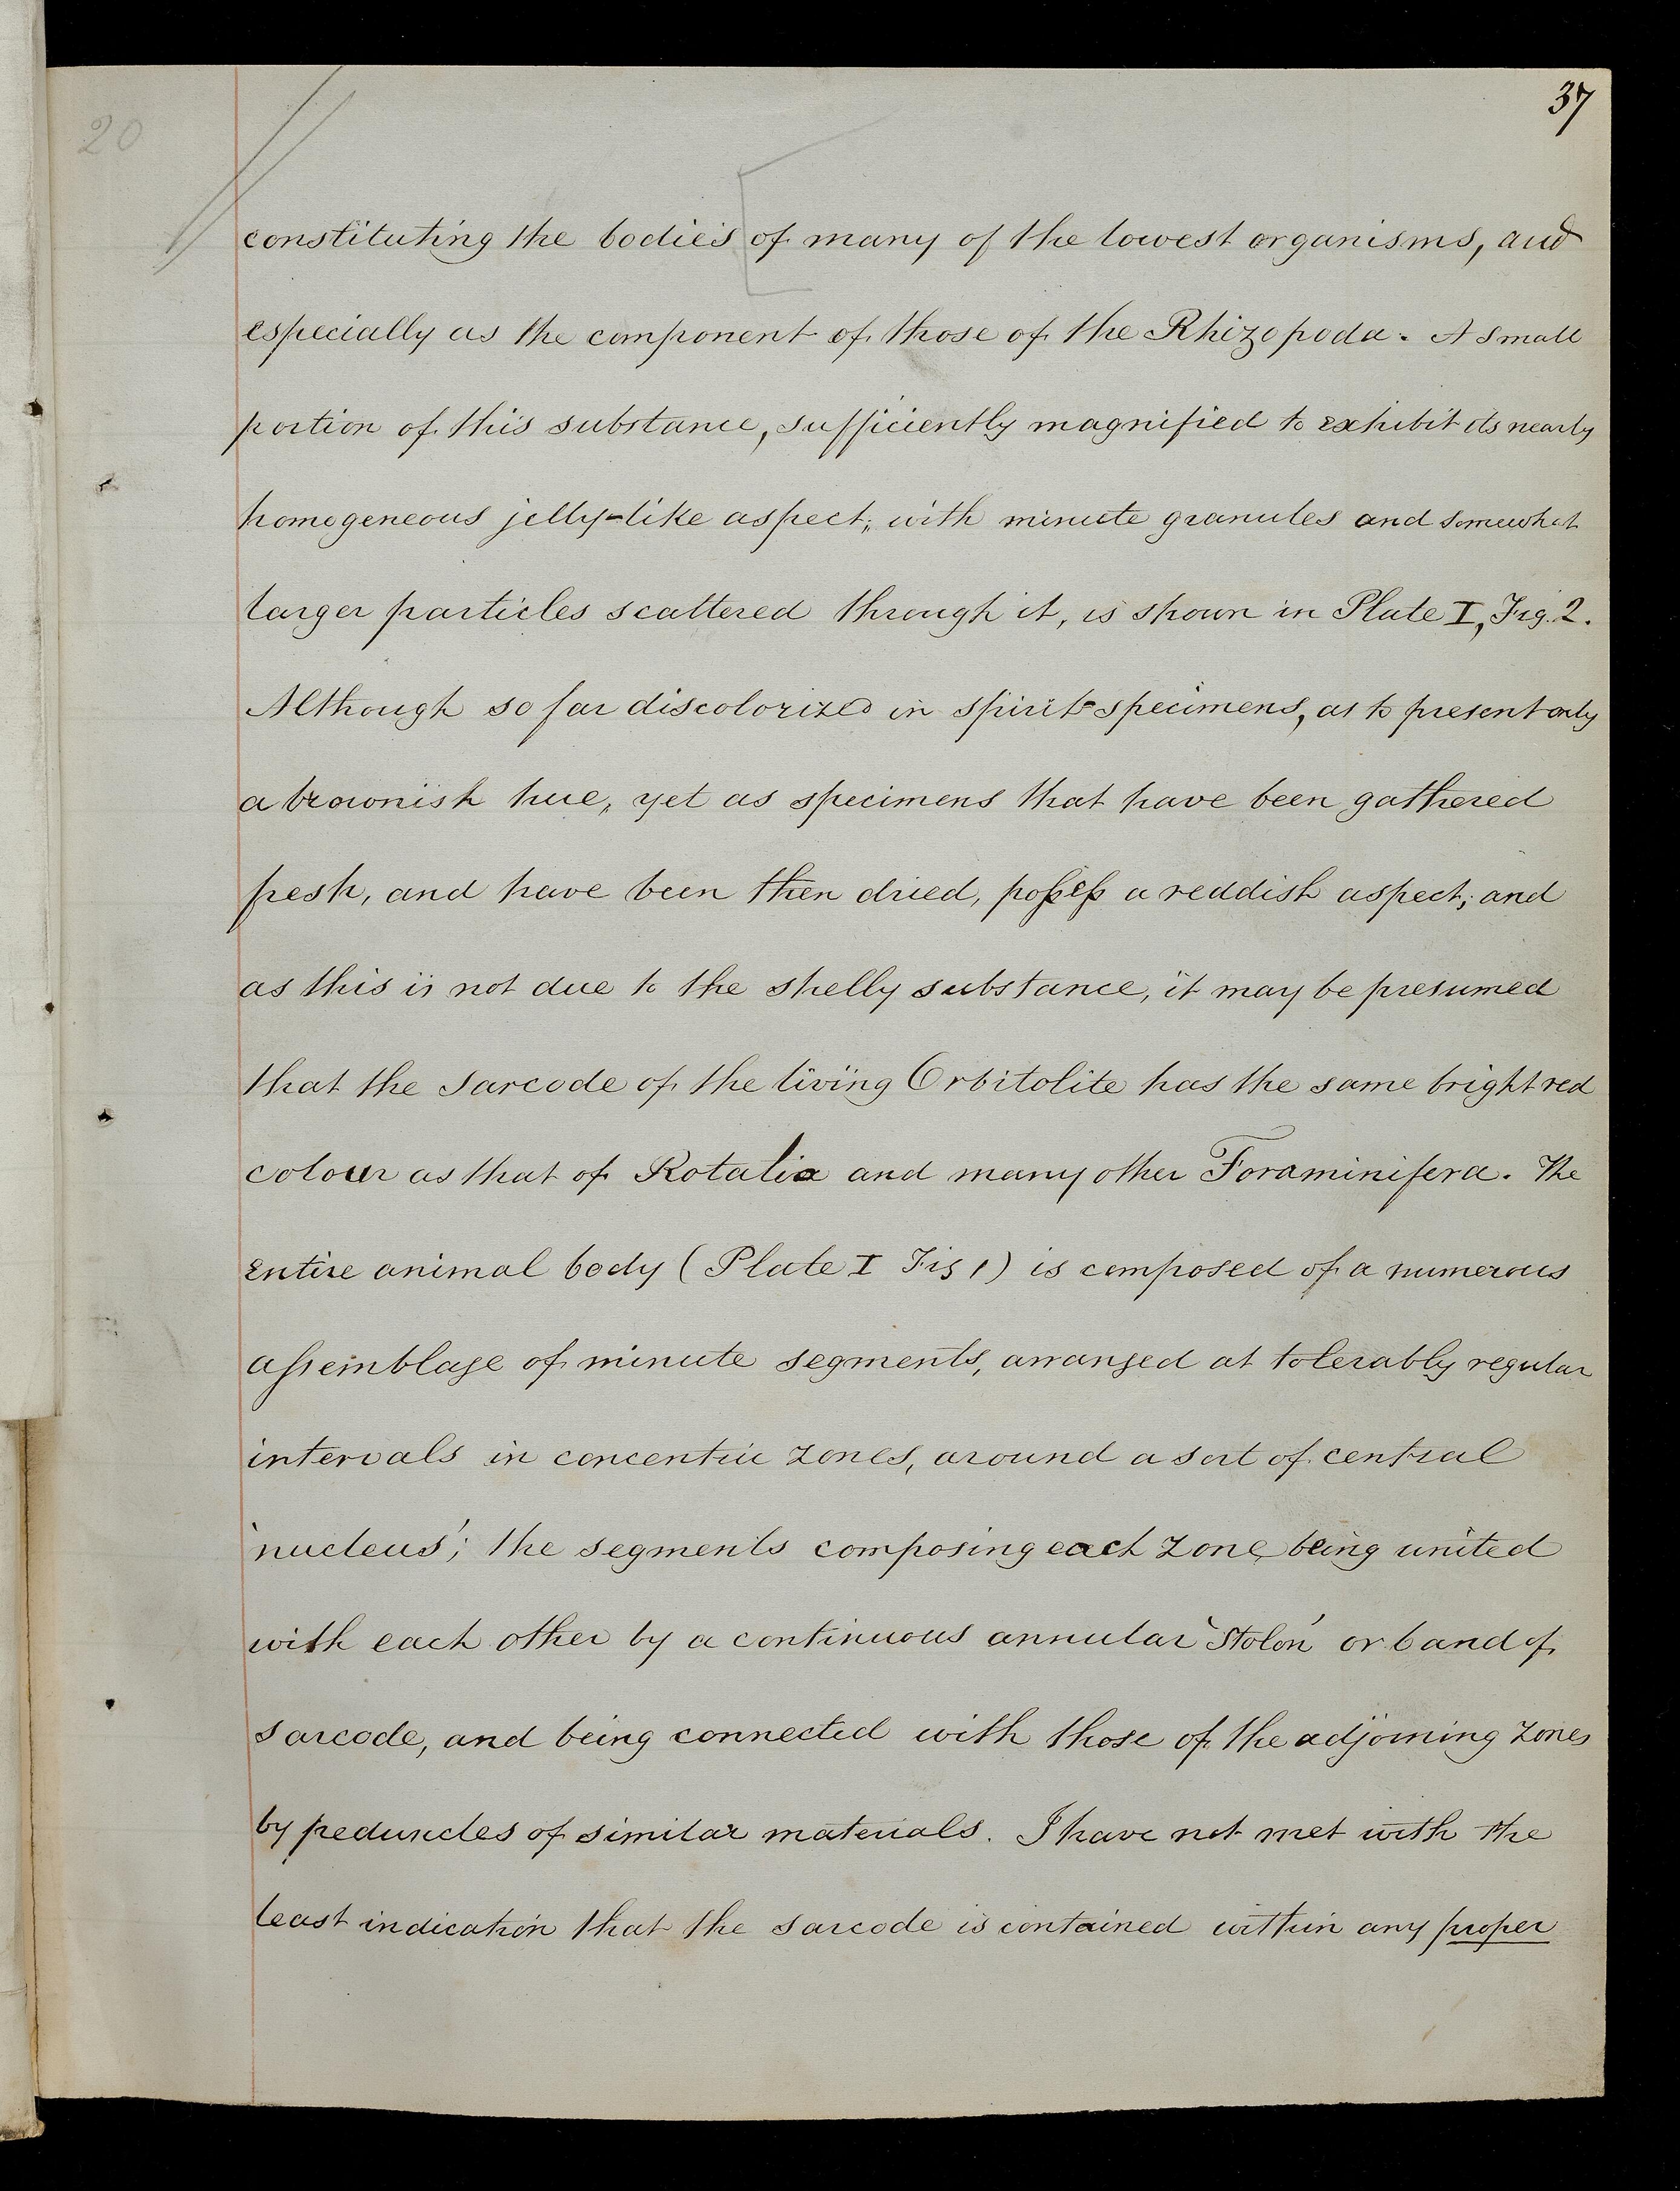 37
20
constituting the bodies of many of the lowest organisms, and
especially as the component of those of the Rhizopoda. A small
portion of this substance, sufficiently magnified to exhibit its nearly
homogeneous jelly-like aspect, with minute granules and somewhat
larger particles scattered through it, is shown in Plate I, Fig. 2.
Although so far discolorized in spirit-specimens, as to present only
a brownish hue, yet as specimens that have been gathered
fresh, and have been then dried, possess a reddish aspect; and
as this is not due to the shelly substance, it may be presumed
that the sarcode of the living Orbitolite has the same bright red
colour as that of Rotalia and many other Foraminifera. The
entire animal body (Plate I Fig 1) is composed of a numerous
assemblage of minute segments, arranged at tolerably regular
intervals in concentric zones, around a sort of central
'nucleus'; the segments composing each zone being united
with each other by a continuous annular 'stolon' or band of
sarcode, and being connected with those of the adjoining zones
by peduncles of similar materials. I have not met with the
least indication that the sarcode is contained within any proper